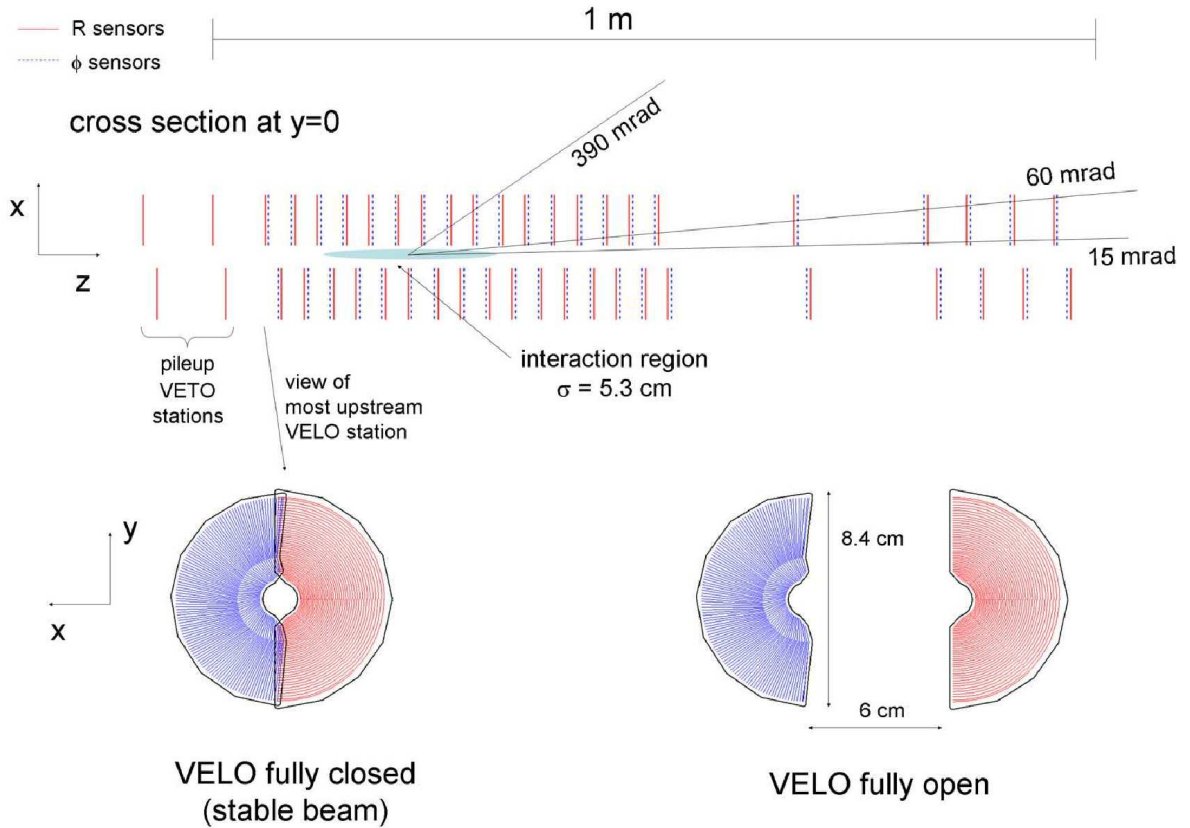 R sensors
ϕ sensors
1 m
cross section at y=0
390 mrad
60 mrad
15 mrad
x
z
pileup
VETO
stations
view of
most upstream
VELO station
interaction region
σ = 5.3 cm
y
x
8.4 cm
6 cm
VELO fully closed
(stable beam)
VELO fully open